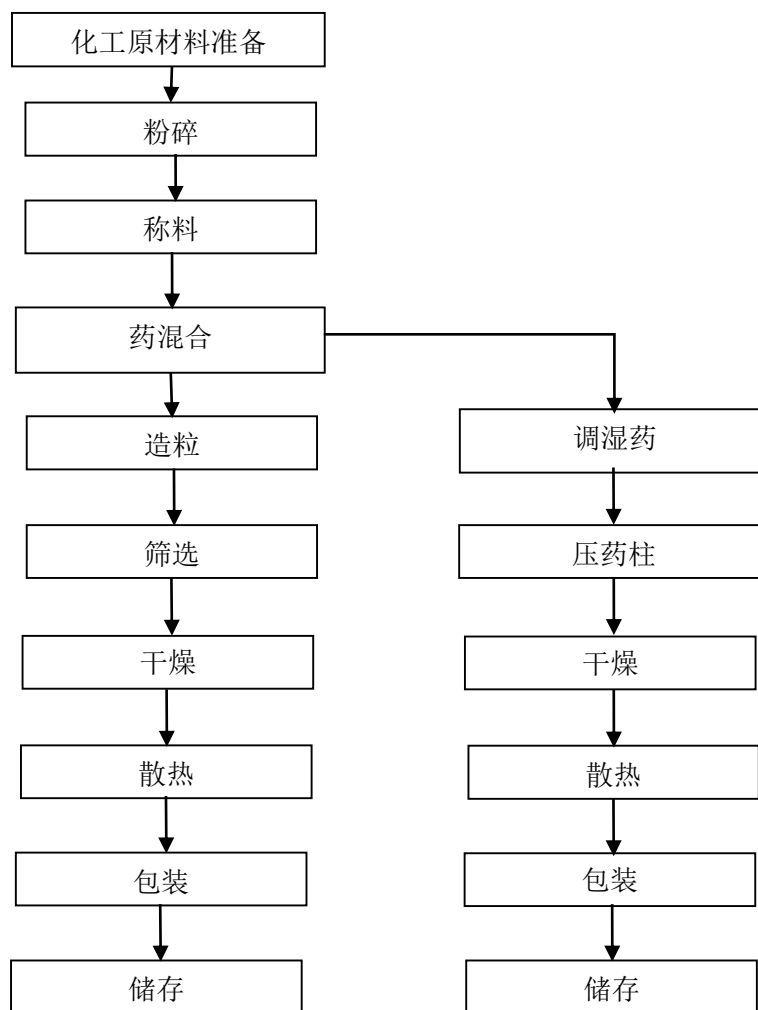 化工原材料准备
粉碎
称料
药混合
造粒
筛选
干燥
散热
包装
储存
调湿药
压药柱
干燥
散热
包装
储存